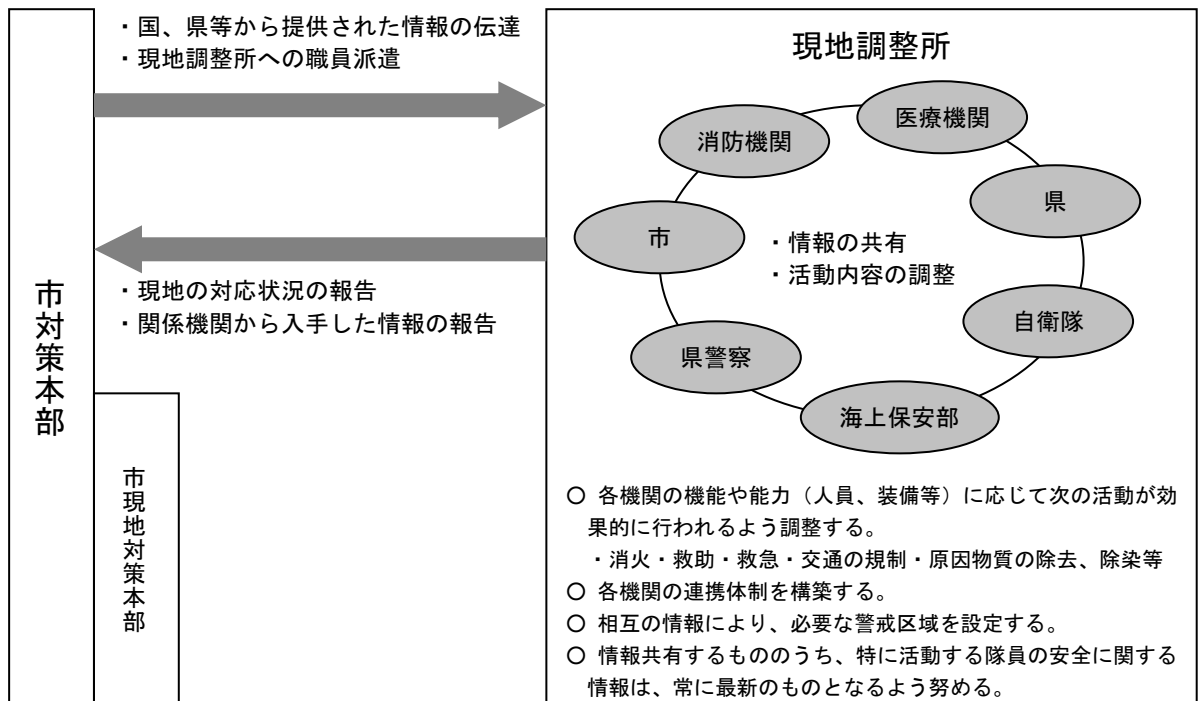 ・国、県等から提供された情報の伝達
・現地調整所への職員派遣
・現地の対応状況の報告
・関係機関から入手した情報の報告
市対策本部
市現地対策本部
現地調整所
医療機関
消防機関
県
市
・情報の共有
・活動内容の調整
自衛隊
県警察
海上保安部
○ 各機関の機能や能力（人員、装備等）に応じて次の活動が効
果的に行われるよう調整する。
・消火・救助・救急・交通の規制・原因物質の除去、除染等
○ 各機関の連携体制を構築する。
○ 相互の情報により、必要な警戒区域を設定する。
○ 情報共有するもののうち、特に活動する隊員の安全に関する
情報は、常に最新のものとなるよう努める。